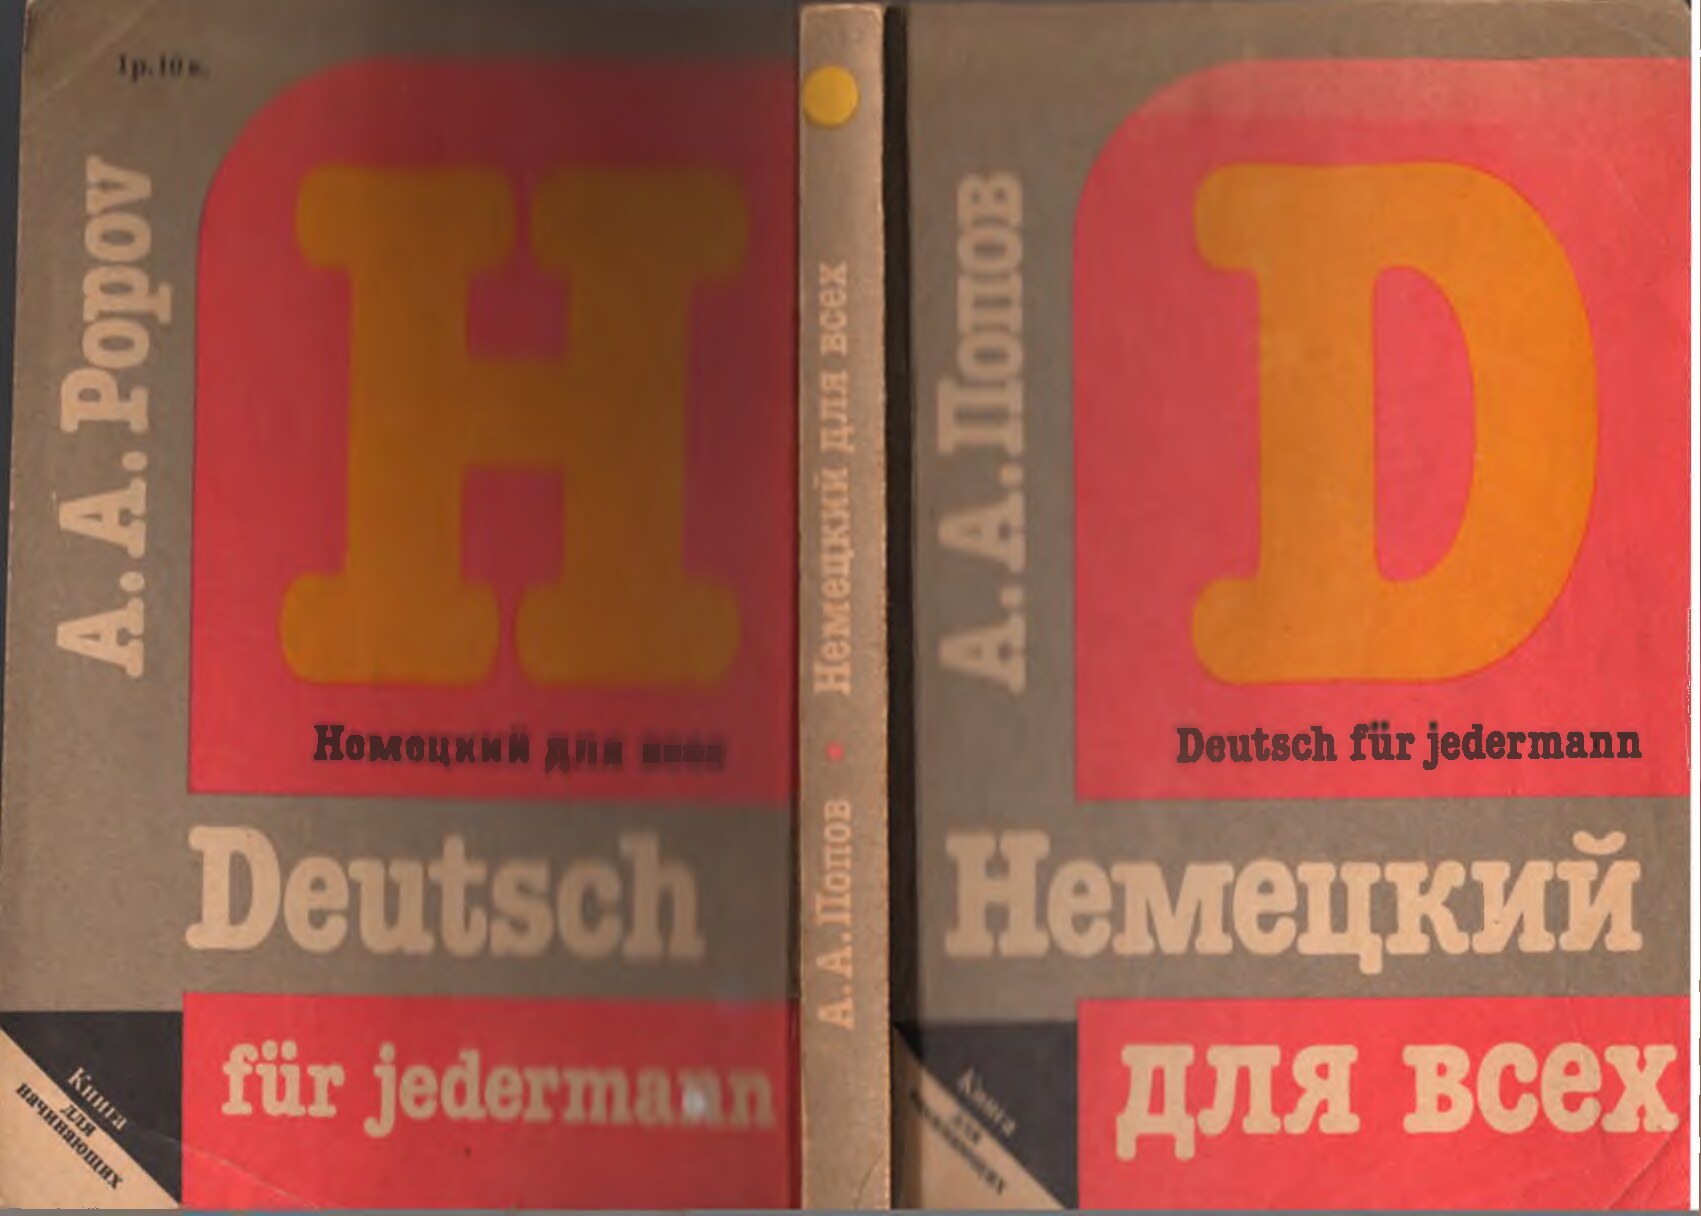 1р.10к.
A.A.Popov
H
Немецкий для всех
Deutsch
für jedermann
Книга
для
начинающих
А.А.Попов • Немецкий для всех
А.А.Попов
D
Deutsch für jedermann
Немецкий
для всех
Книга
для
начинающих